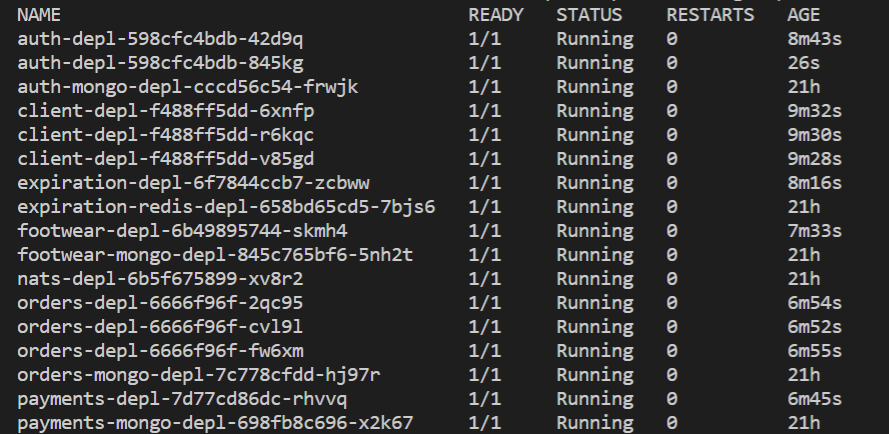 NAME READY STATUS RESTARTS AGE
auth-depl-598cfc4bdb-42d9q 1/1 Running 0 8m43s
auth-depl-598cfc4bdb-845kg 1/1 Running 0 26s
auth-mongo-depl-cccd56c54-frwjk 1/1 Running 0 21h
client-depl-f488ff5dd-6xnfp 1/1 Running 0 9m32s
client-depl-f488ff5dd-r6kqc 1/1 Running 0 9m30s
client-depl-f488ff5dd-v85gd 1/1 Running 0 9m28s
expiration-depl-6f7844ccb7-zcbww 1/1 Running 0 8m16s
expiration-redis-depl-658bd65cd5-7bjs6 1/1 Running 0 21h
footwear-depl-6b49895744-skmh4 1/1 Running 0 7m33s
footwear-mongo-depl-845c765bf6-5nh2t 1/1 Running 0 21h
nats-depl-6b5f675899-xv8r2 1/1 Running 0 21h
orders-depl-6666f96f-2qc95 1/1 Running 0 6m54s
orders-depl-6666f96f-cvl9l 1/1 Running 0 6m52s
orders-depl-6666f96f-fw6xm 1/1 Running 0 6m55s
orders-mongo-depl-7c778cfdd-hj97r 1/1 Running 0 21h
payments-depl-7d77cd86dc-rhvvq 1/1 Running 0 6m45s
payments-mongo-depl-698fb8c696-x2k67 1/1 Running 0 21h